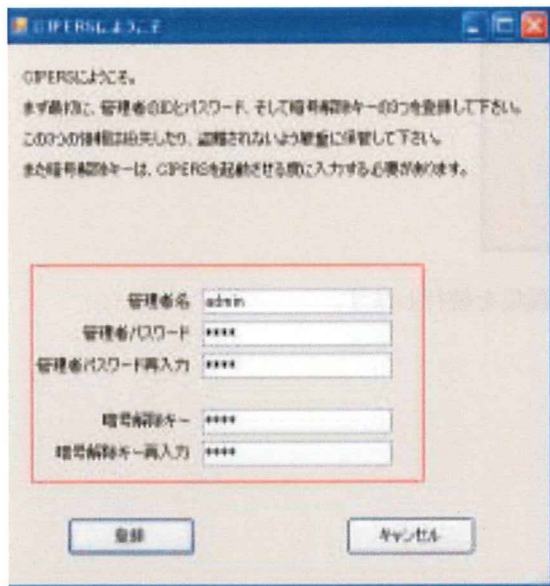 CIPERSにようこそ
CIPERSにようこそ。
まず最初に、管理者のIDとパスワード、そして暗号解除キーの3つを登録して下さい。
この3つの情報は紛失したり、認識されないよう厳重に保管して下さい。
また暗号解除キーは、CIPERSを起動させる度に入力する必要があります。
管理者名 admin
管理者パスワード ****
管理者パスワード再入力 ****
暗号解除キー ****
暗号解除キー再入力 ****
登録 キャンセル